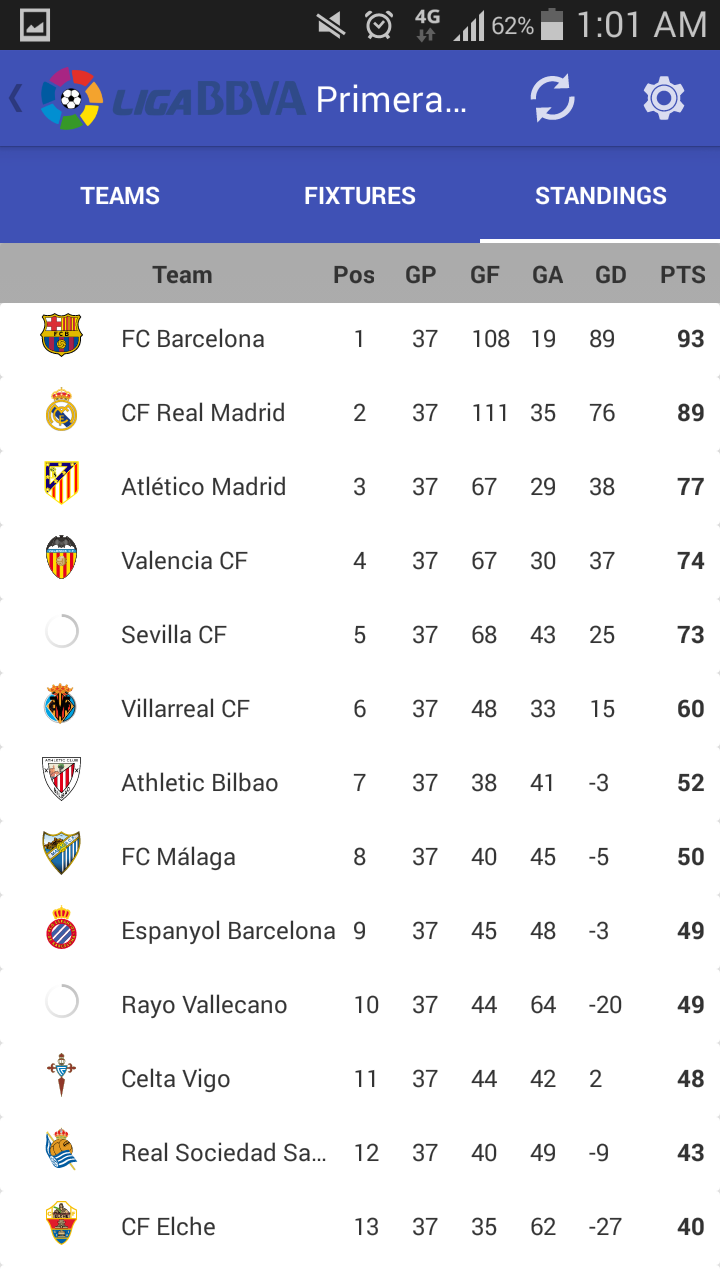 4G 62% 1:01 AM
LIGA BBVA Primera...
TEAMS FIXTURES STANDINGS
Team Pos GP GF GA GD PTS
FC Barcelona 1 37 108 19 89 93
CF Real Madrid 2 37 111 35 76 89
Atlético Madrid 3 37 67 29 38 77
Valencia CF 4 37 67 30 37 74
Sevilla CF 5 37 68 43 25 73
Villarreal CF 6 37 48 33 15 60
Athletic Bilbao 7 37 38 41 -3 52
FC Málaga 8 37 40 45 -5 50
Espanyol Barcelona 9 37 45 48 -3 49
Rayo Vallecano 10 37 44 64 -20 49
Celta Vigo 11 37 44 42 2 48
Real Sociedad Sa... 12 37 40 49 -9 43
CF Elche 13 37 35 62 -27 40